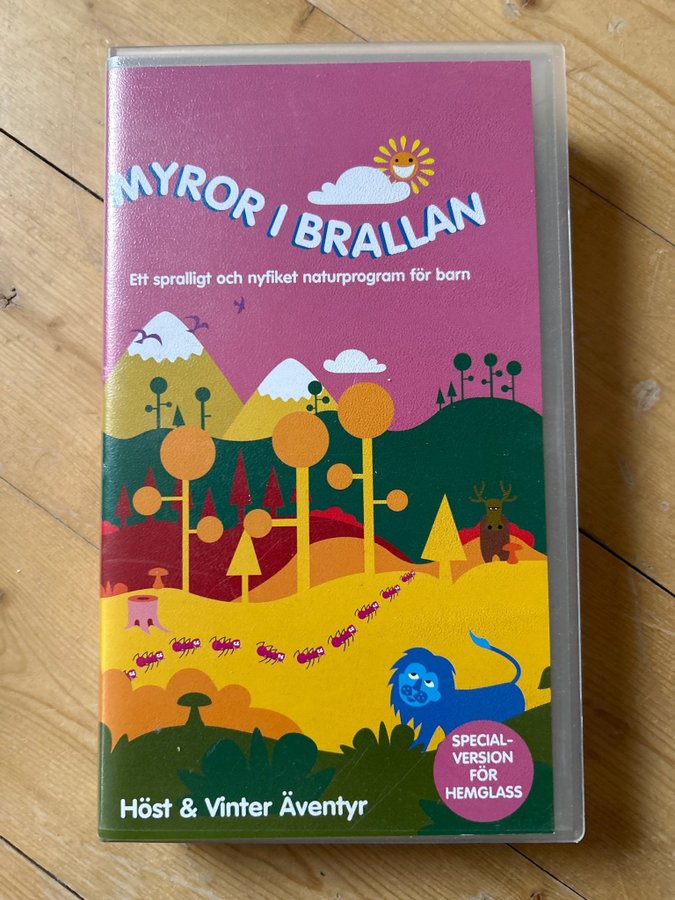 MYROR I BRALLAN
Ett spralligt och nyfiket naturprogram för barn
SPECIAL-
VERSION
FÖR
HEMGLASS
Höst & Vinter Äventyr